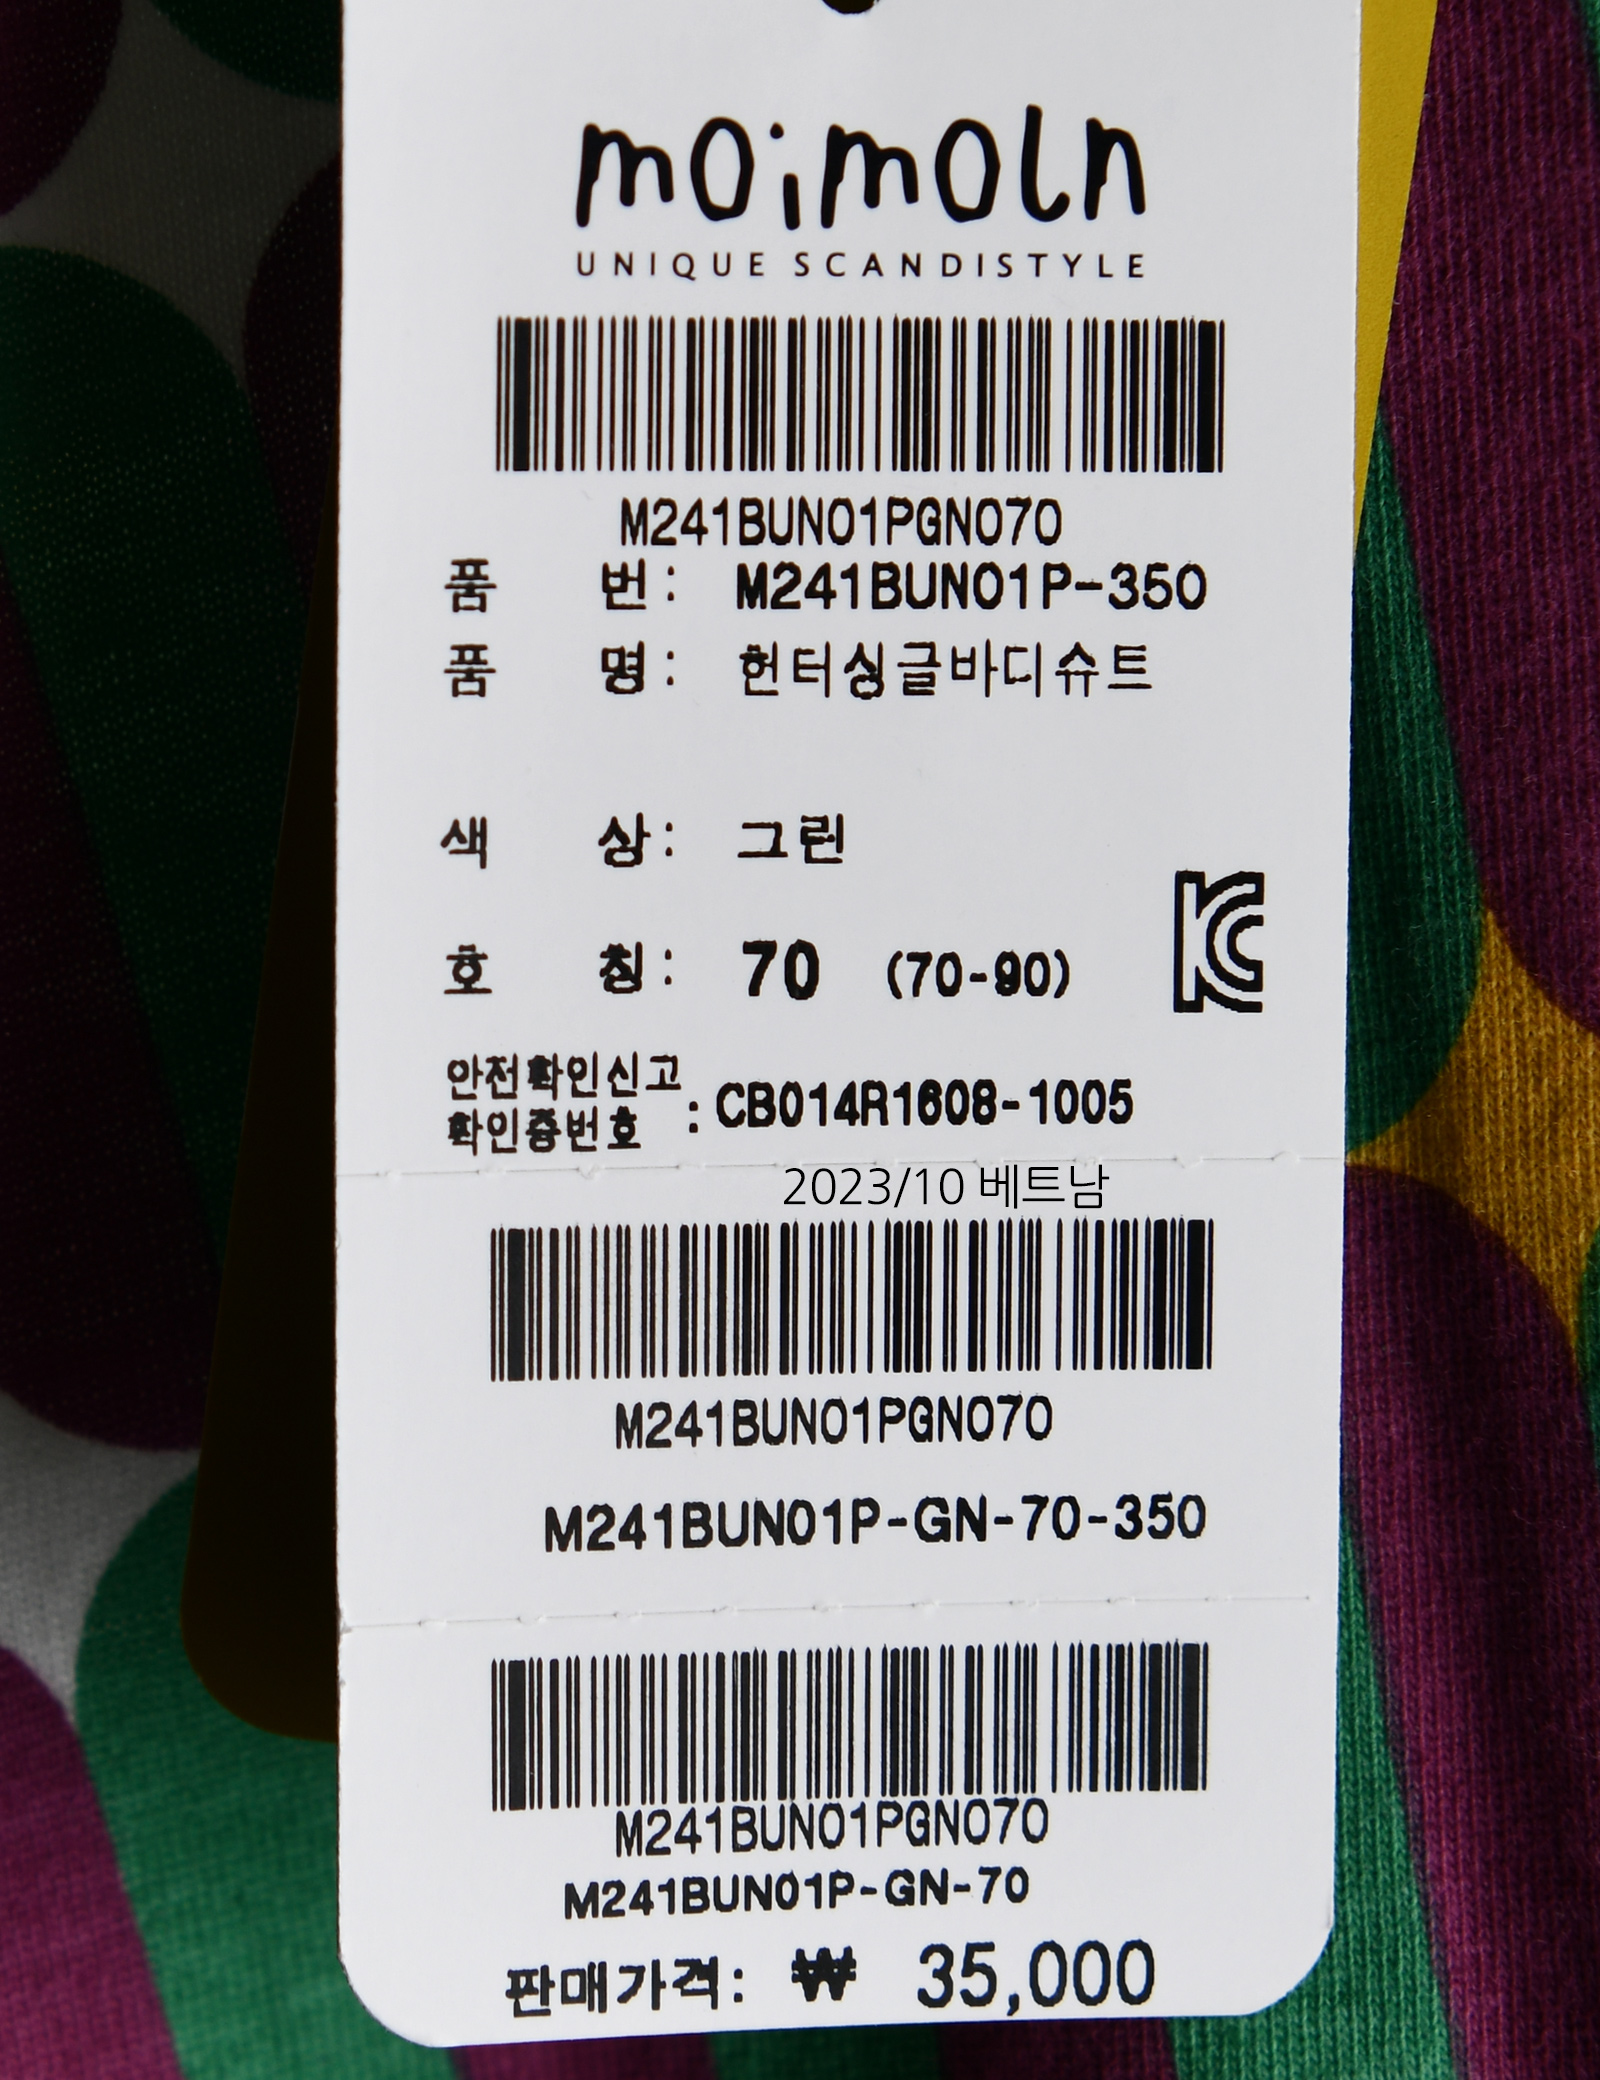 moimoln
UNIQUE SCANDISTYLE
M241BUN01PGN070
품 번: M241BUN01P-350
품 명: 헌터싱글바디슈트
색 상: 그린
호 칭: 70 (70-90)
KC
안전확인신고
확인증번호 : CB014R1608-1005
2023/10 베트남
M241BUN01PGN070
M241BUN01P-GN-70-350
M241BUN01PGN070
M241BUN01P-GN-70
판매가격: ₩ 35,000